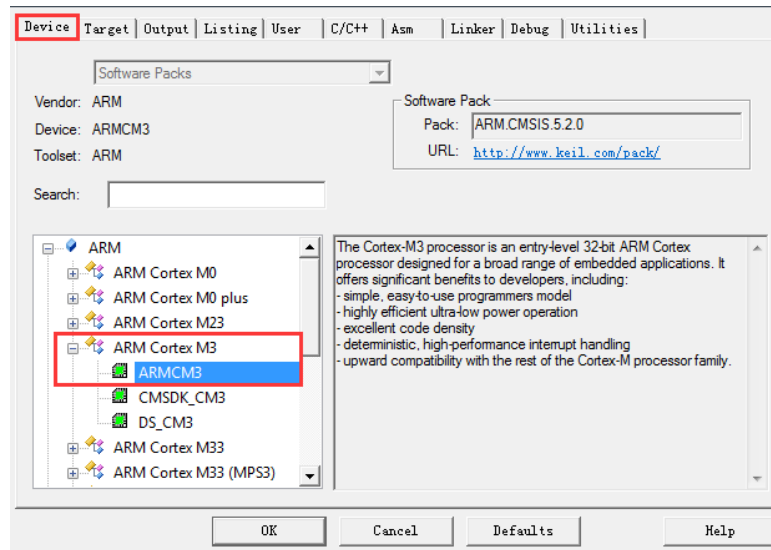 Device Target Output Listing User C/C++ Asm Linker Debug Utilities
Software Packs
Vendor: ARM
Device: ARMCM3
Toolset: ARM
Search:
Software Pack
Pack: ARM.CMSIS.5.2.0
URL: http://www.keil.com/pack/
ARM
ARM Cortex M0
ARM Cortex M0 plus
ARM Cortex M23
ARM Cortex M3
ARMCM3
CMSDK_CM3
DS_CM3
ARM Cortex M33
ARM Cortex M33 (MPS3)
The Cortex-M3 processor is an entry-level 32-bit ARM Cortex
processor designed for a broad range of embedded applications. It
offers significant benefits to developers, including:
- simple, easy-to-use programmers model
- highly efficient ultra-low power operation
- excellent code density
- deterministic, high-performance interrupt handling
- upward compatibility with the rest of the Cortex-M processor family.
OK Cancel Defaults Help